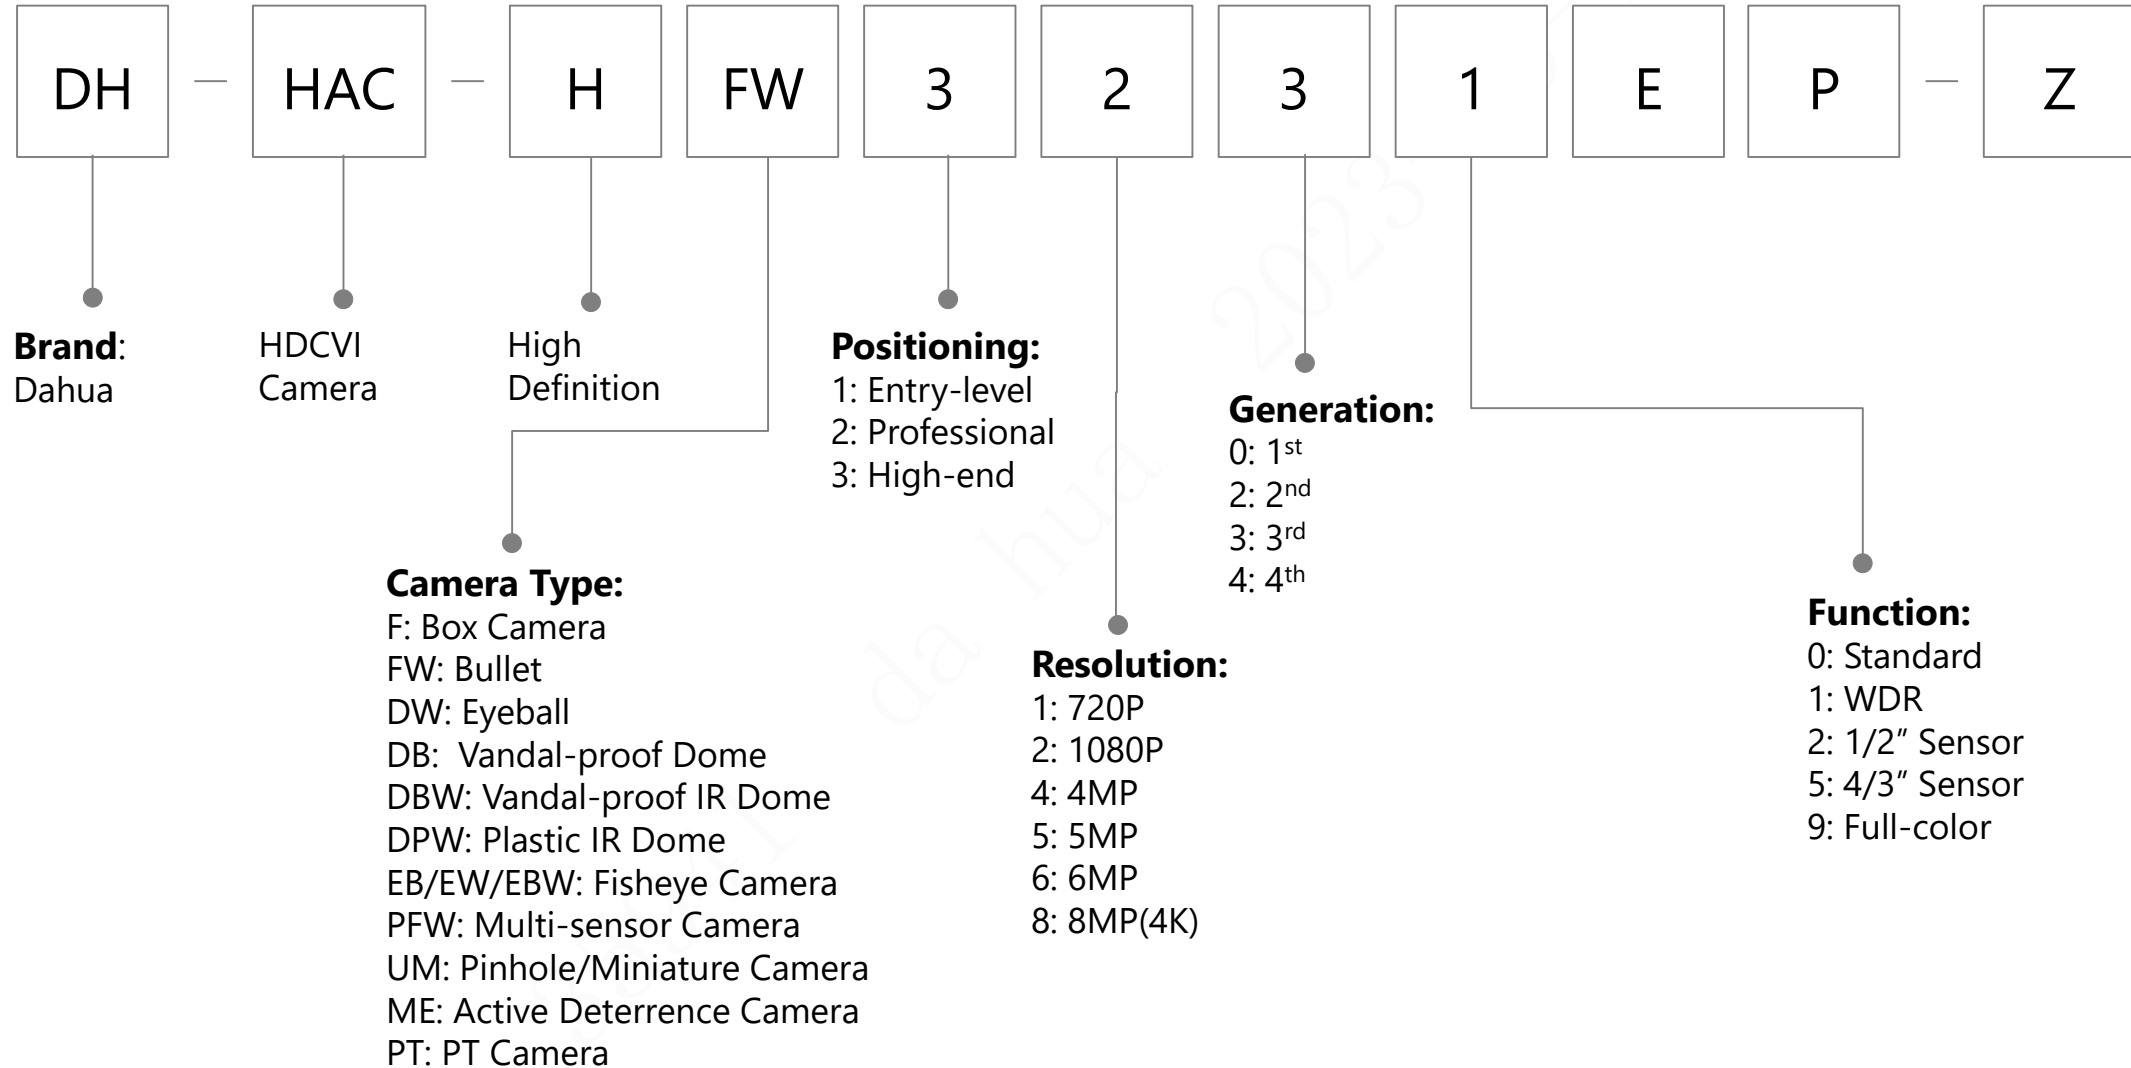 DH — HAC — H FW 3 2 3 1 E P — Z
Brand:
Dahua
HDCVI
Camera
High
Definition
Positioning:
1: Entry-level
2: Professional
3: High-end
Generation:
0: 1st
2: 2nd
3: 3rd
4: 4th
Camera Type:
F: Box Camera
FW: Bullet
DW: Eyeball
DB:  Vandal-proof Dome
DBW: Vandal-proof IR Dome
DPW: Plastic IR Dome
EB/EW/EBW: Fisheye Camera
PFW: Multi-sensor Camera
UM: Pinhole/Miniature Camera
ME: Active Deterrence Camera
PT: PT Camera
Resolution:
1: 720P
2: 1080P
4: 4MP
5: 5MP
6: 6MP
8: 8MP(4K)
Function:
0: Standard
1: WDR
2: 1/2” Sensor
5: 4/3” Sensor
9: Full-color
da hua 2023